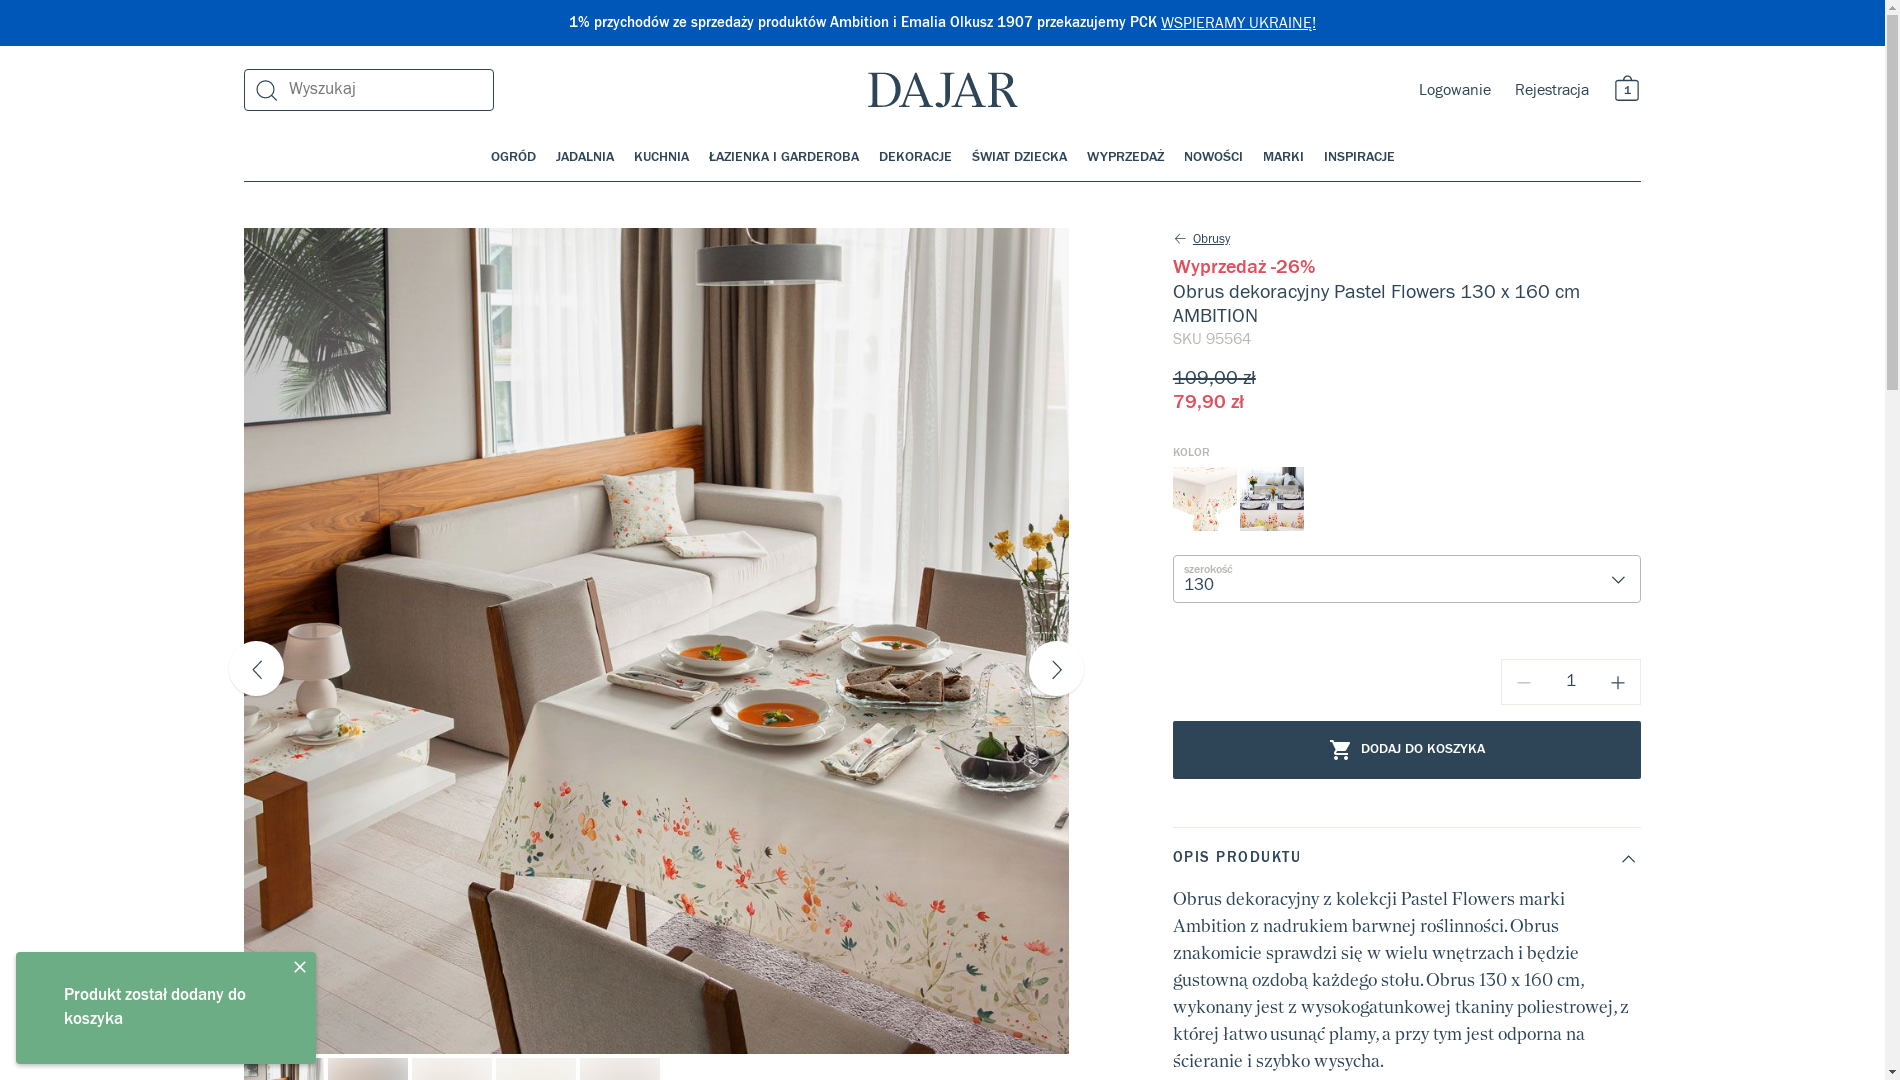 1% przychodów ze sprzedaży produktów Ambition i Emalia Olkusz 1907 przekazujemy PCK WSPIERAMY UKRAINĘ!
Wyszukaj
DAJAR
Logowanie
Rejestracja
1
OGRÓD
JADALNIA
KUCHNIA
ŁAZIENKA I GARDEROBA
DEKORACJE
ŚWIAT DZIECKA
WYPRZEDAŻ
NOWOŚCI
MARKI
INSPIRACJE
Obrusy
Wyprzedaż -26%
Obrus dekoracyjny Pastel Flowers 130 x 160 cm
AMBITION
SKU 95564
109,00 zł
79,90 zł
KOLOR
szerokość
130
1
DODAJ DO KOSZYKA
OPIS PRODUKTU
Obrus dekoracyjny z kolekcji Pastel Flowers marki
Ambition z nadrukiem barwnej roślinności. Obrus
znakomicie sprawdzi się w wielu wnętrzach i będzie
gustowną ozdobą każdego stołu. Obrus 130 x 160 cm,
wykonany jest z wysokogatunkowej tkaniny poliestrowej, z
której łatwo usunąć plamy, a przy tym jest odporna na
ścieranie i szybko wysycha.
Produkt został dodany do
koszyka